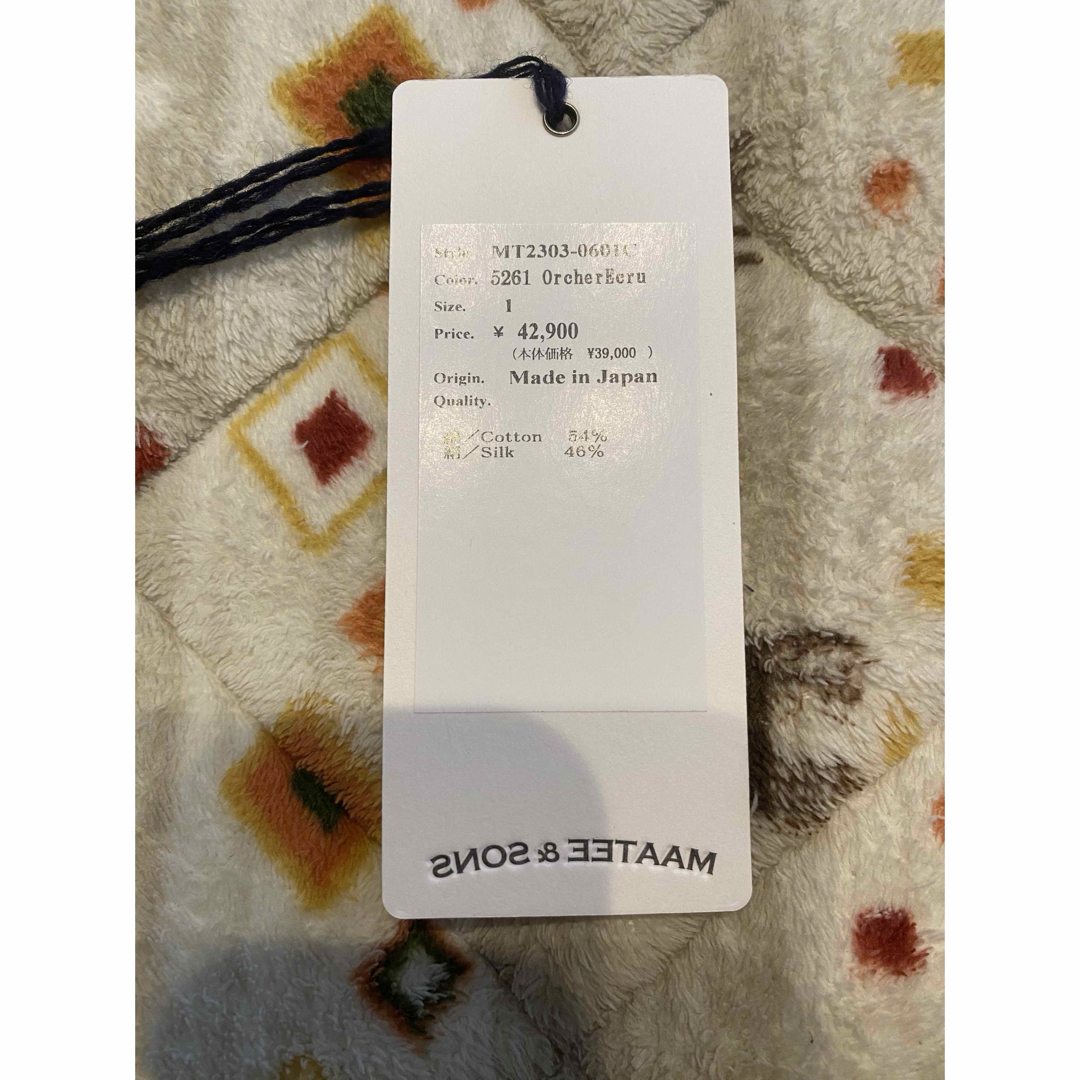 Style. MT2303-0601C
Color. 5261 OrcherEcru
Size. 1
Price. ¥ 42,900
(本体価格 ¥39,000 )
Origin. Made in Japan
Quality.
綿/Cotton 54%
絹/Silk 46%
MAATEE & SONS